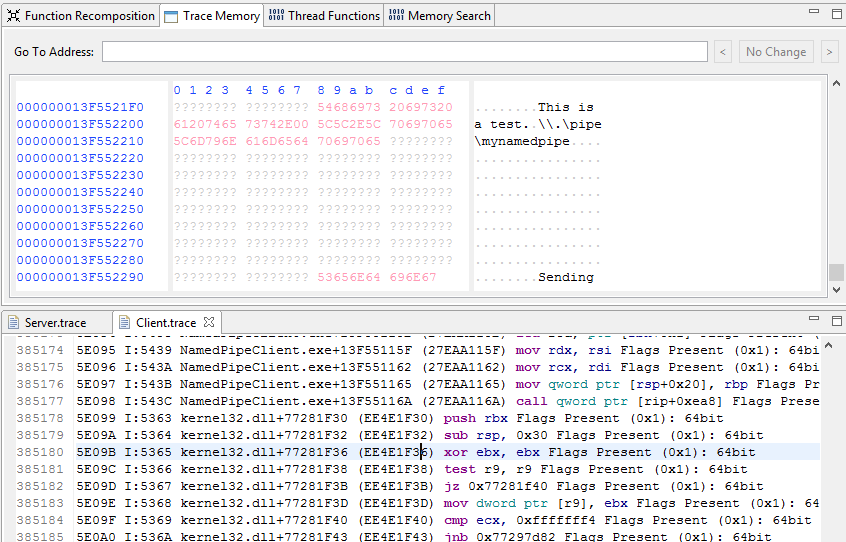 Function Recomposition Trace Memory Thread Functions Memory Search
Go To Address: < No Change >
0 1 2 3 4 5 6 7 8 9 a b c d e f
000000013F5521F0 ???????? ???????? 54686973 20697320 ........This is
000000013F552200 61207465 73742E00 5C5C2E5C 70697065 a test..\\.\pipe
000000013F552210 5C6D796E 616D6564 70697065 ???????? \mynamedpipe....
000000013F552220 ???????? ???????? ???????? ???????? ................
000000013F552230 ???????? ???????? ???????? ???????? ................
000000013F552240 ???????? ???????? ???????? ???????? ................
000000013F552250 ???????? ???????? ???????? ???????? ................
000000013F552260 ???????? ???????? ???????? ???????? ................
000000013F552270 ???????? ???????? ???????? ???????? ................
000000013F552280 ???????? ???????? ???????? ???????? ................
000000013F552290 ???????? ???????? 53656E64 696E67 ........Sending
Server.trace Client.trace
385174 5E095 I:5439 NamedPipeClient.exe+13F55115F (27EAA115F) mov rdx, rsi Flags Present (0x1): 64bit
385175 5E096 I:543A NamedPipeClient.exe+13F551162 (27EAA1162) mov rcx, rdi Flags Present (0x1): 64bit
385176 5E097 I:543B NamedPipeClient.exe+13F551165 (27EAA1165) mov qword ptr [rsp+0x20], rbp Flags Pr
385177 5E098 I:543C NamedPipeClient.exe+13F55116A (27EAA116A) call qword ptr [rip+0xea8] Flags Prese
385178 5E099 I:5363 kernel32.dll+77281F30 (EE4E1F30) push rbx Flags Present (0x1): 64bit
385179 5E09A I:5364 kernel32.dll+77281F32 (EE4E1F32) sub rsp, 0x30 Flags Present (0x1): 64bit
385180 5E09B I:5365 kernel32.dll+77281F36 (EE4E1F36) xor ebx, ebx Flags Present (0x1): 64bit
385181 5E09C I:5366 kernel32.dll+77281F38 (EE4E1F38) test r9, r9 Flags Present (0x1): 64bit
385182 5E09D I:5367 kernel32.dll+77281F3B (EE4E1F3B) jz 0x77281f40 Flags Present (0x1): 64bit
385183 5E09E I:5368 kernel32.dll+77281F3D (EE4E1F3D) mov dword ptr [r9], ebx Flags Present (0x1): 64bit
385184 5E09F I:5369 kernel32.dll+77281F40 (EE4E1F40) cmp ecx, 0xfffffff4 Flags Present (0x1): 64bit
385185 5E0A0 I:536A kernel32.dll+77281F43 (EE4E1F43) jnb 0x77297d82 Flags Present (0x1): 64bit